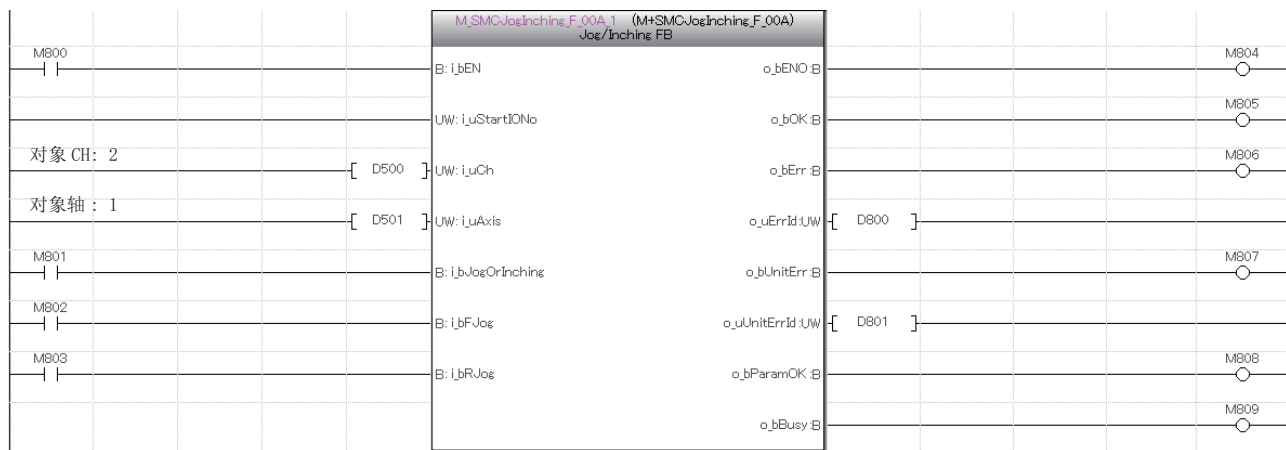 M_SMCJogInching_F_00A_1 (M+SMCJogInching_F_00A)
Jog/Inching FB
M800
B: i_bEN
o_bENO:B
M804
UW: i_uStartIONo
o_bOK:B
M805
对象 CH: 2
D500
UW: i_uCh
o_bErr:B
M806
对象轴 : 1
D501
UW: i_uAxis
o_uErrId:UW
D800
M801
B: i_bJogOrInching
o_bUnitErr:B
M807
M802
B: i_bFJog
o_uUnitErrId:UW
D801
M803
B: i_bRJog
o_bParamOK:B
M808
o_bBusy:B
M809